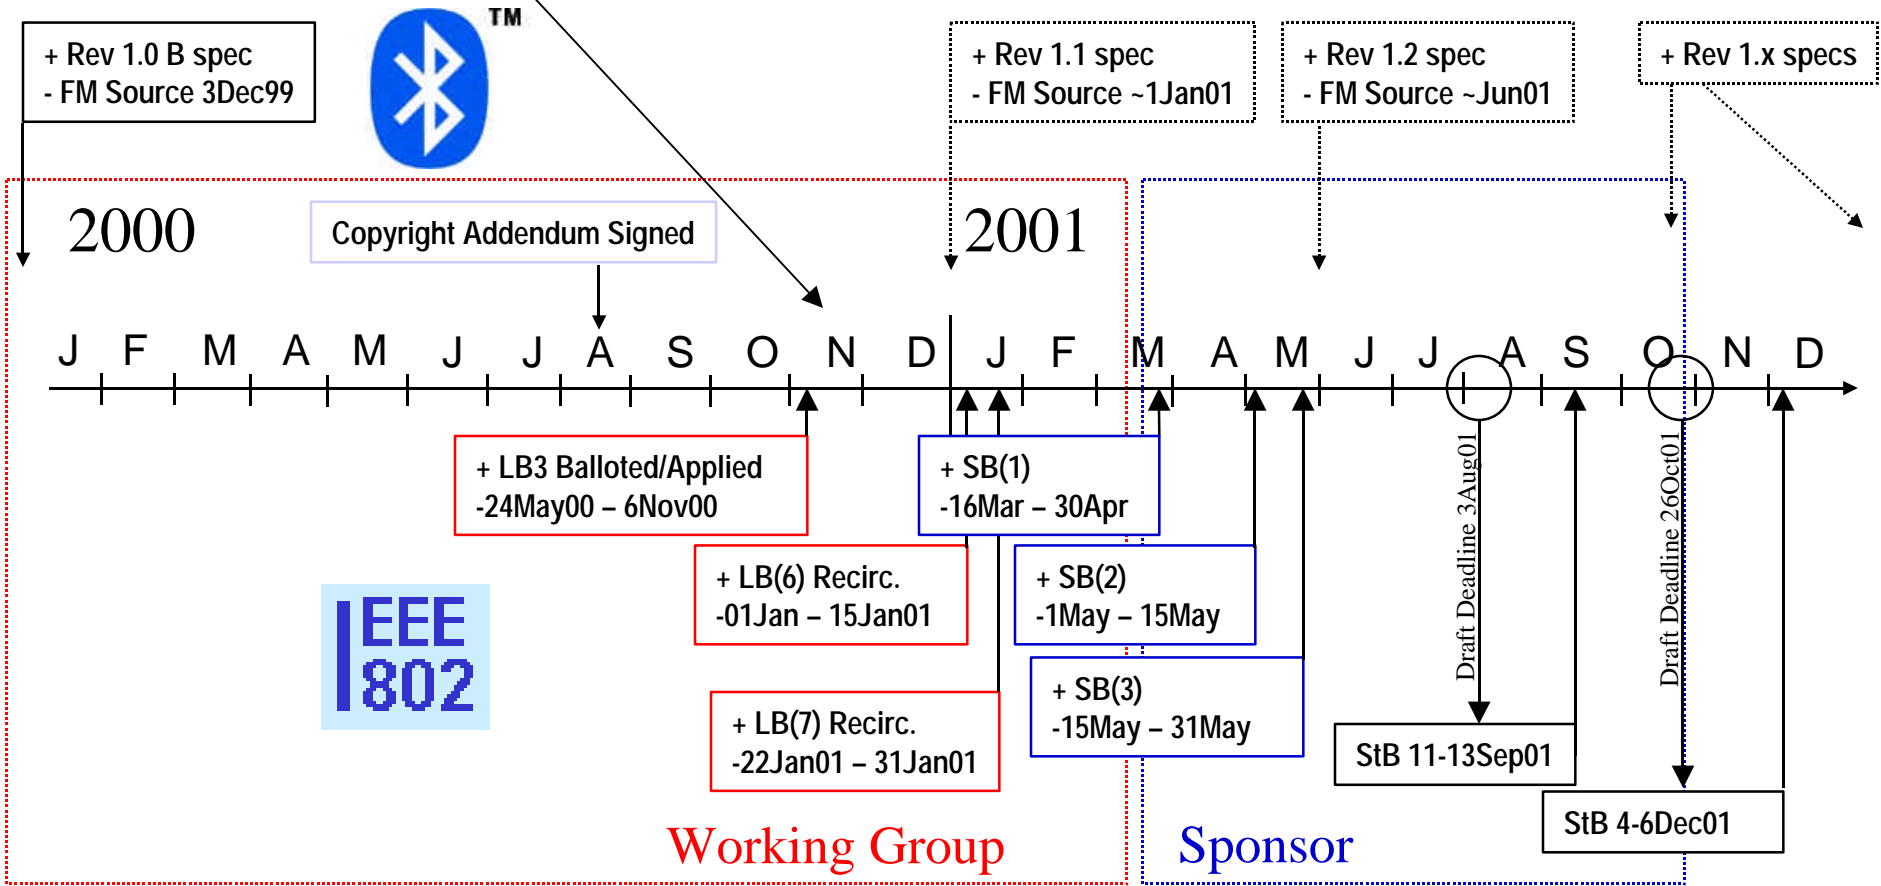 TM
+ Rev 1.0 B spec
- FM Source 3Dec99
+ Rev 1.1 spec
- FM Source ~1Jan01
+ Rev 1.2 spec
- FM Source ~Jun01
+ Rev 1.x specs
2000
Copyright Addendum Signed
2001
J F M A M J J A S O N D J F M A M J J A S O N D
+ LB3 Balloted/Applied
-24May00 – 6Nov00
+ SB(1)
-16Mar – 30Apr
+ LB(6) Recirc.
-01Jan – 15Jan01
+ SB(2)
-1May – 15May
+ LB(7) Recirc.
-22Jan01 – 31Jan01
+ SB(3)
-15May – 31May
Draft Deadline 3Aug01
Draft Deadline 26Oct01
StB 11-13Sep01
StB 4-6Dec01
IEEE
802
Working Group
Sponsor